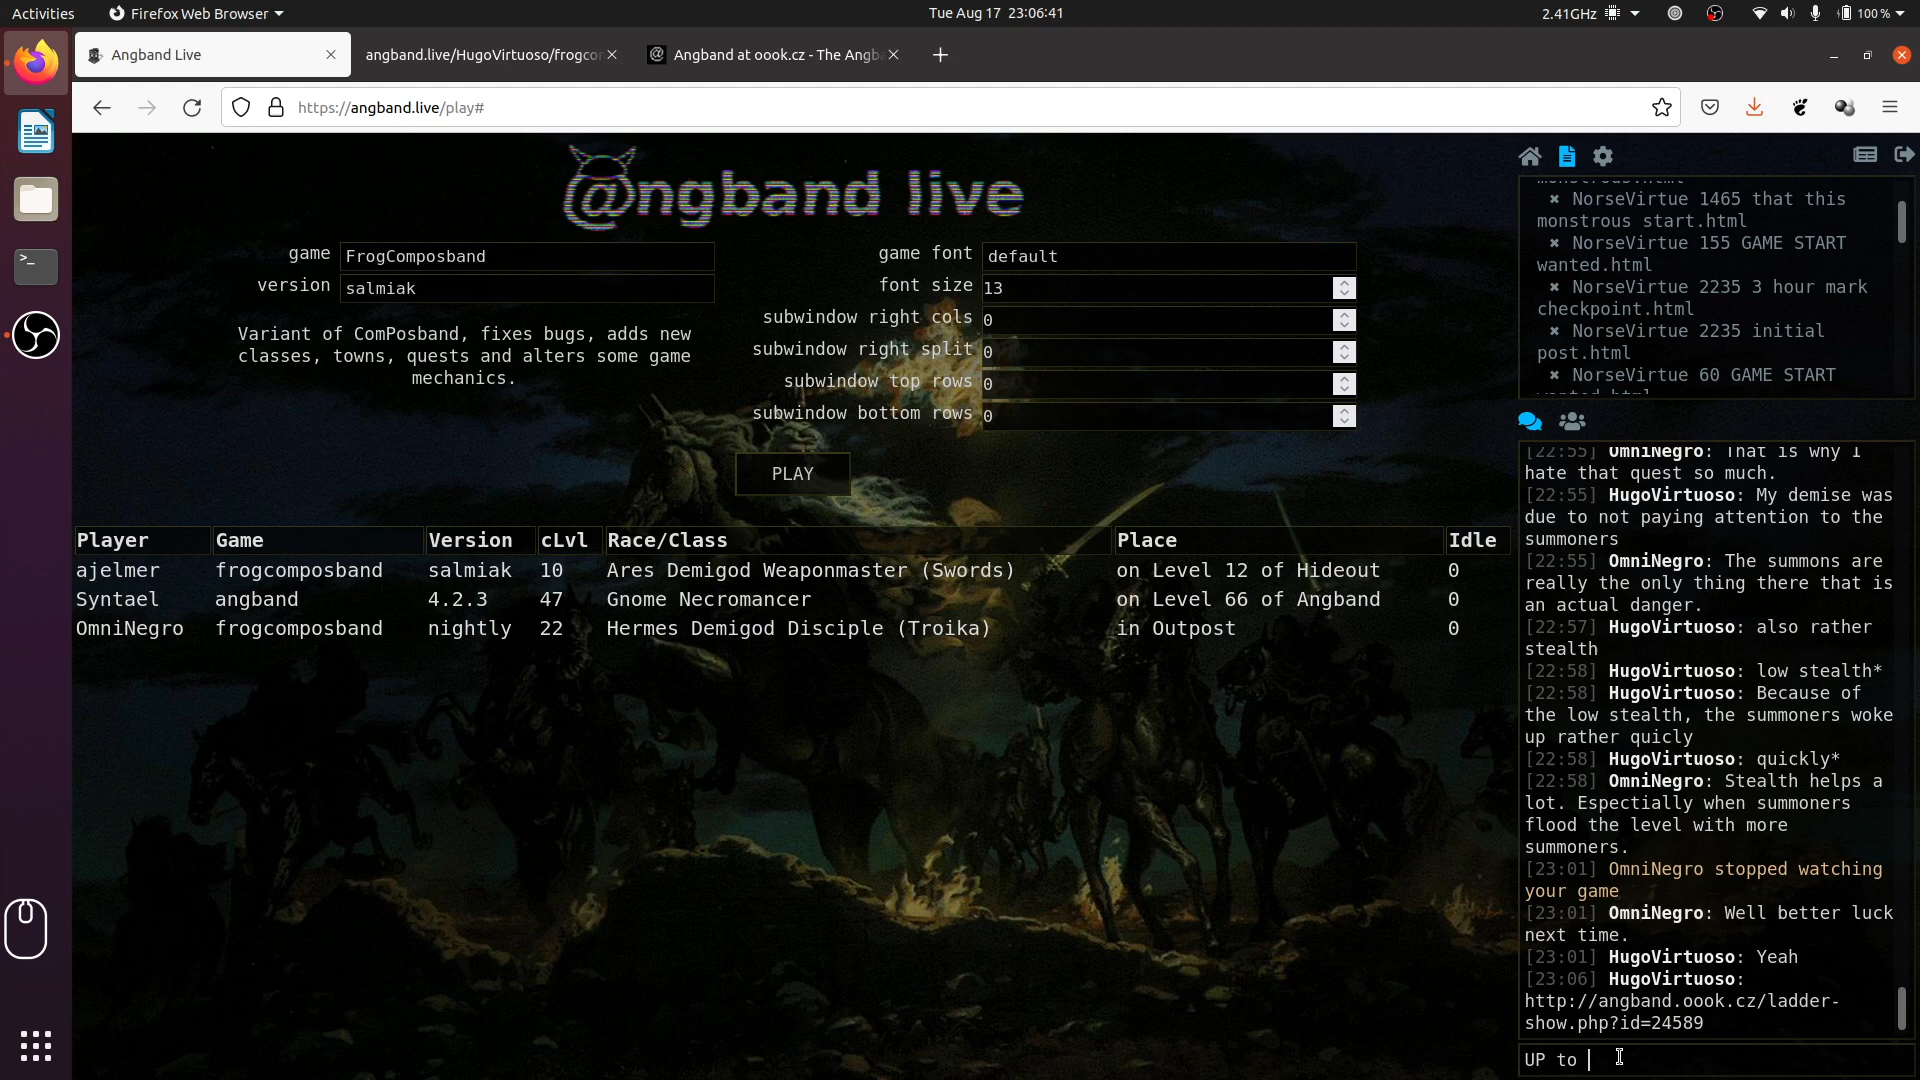 Activities
Firefox Web Browser
Tue Aug 17 23:06:41
2.41GHz
100 %
Angband Live
angband.live/HugoVirtuoso/frogco
Angband at oook.cz - The Angb
https://angband.live/play#
@ngband live
game
FrogComposband
version
salmiak
Variant of ComPosband, fixes bugs, adds new
classes, towns, quests and alters some game
mechanics.
game font
default
font size
13
subwindow right cols
0
subwindow right split
0
subwindow top rows
0
subwindow bottom rows
0
PLAY
Player Game Version cLvl Race/Class Place Idle
ajelmer frogcomposband salmiak 10 Ares Demigod Weaponmaster (Swords) on Level 12 of Hideout 0
Syntael angband 4.2.3 47 Gnome Necromancer on Level 66 of Angband 0
OmniNegro frogcomposband nightly 22 Hermes Demigod Disciple (Troika) in Outpost 0
✖ NorseVirtue 1465 that this
monstrous start.html
✖ NorseVirtue 155 GAME START
wanted.html
✖ NorseVirtue 2235 3 hour mark
checkpoint.html
✖ NorseVirtue 2235 initial
post.html
✖ NorseVirtue 60 GAME START
[22:55] OmniNegro: That is why I
hate that quest so much.
[22:55] HugoVirtuoso: My demise was
due to not paying attention to the
summoners
[22:55] OmniNegro: The summons are
really the only thing there that is
an actual danger.
[22:57] HugoVirtuoso: also rather
stealth
[22:58] HugoVirtuoso: low stealth*
[22:58] HugoVirtuoso: Because of
the low stealth, the summoners woke
up rather quicly
[22:58] HugoVirtuoso: quickly*
[22:58] OmniNegro: Stealth helps a
lot. Espectially when summoners
flood the level with more
summoners.
[23:01] OmniNegro stopped watching
your game
[23:01] OmniNegro: Well better luck
next time.
[23:01] HugoVirtuoso: Yeah
[23:06] HugoVirtuoso:
http://angband.oook.cz/ladder-
show.php?id=24589
UP to